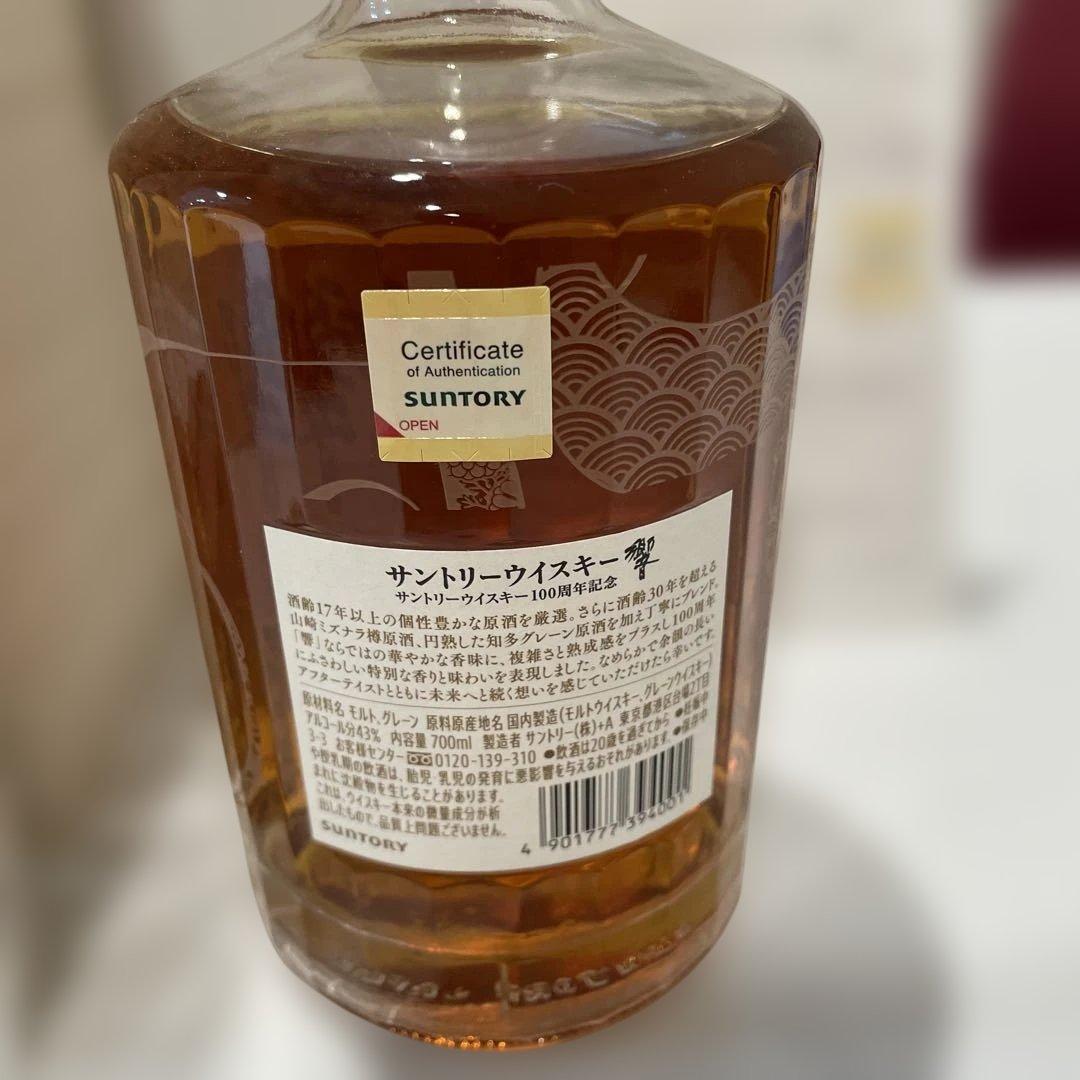 Certificate
of Authentication
SUNTORY
OPEN
サントリーウイスキー 響
サントリーウイスキー100周年記念
酒齢17年以上の個性豊かな原酒を厳選。さらに酒齢30年を超える
山崎ミズナラ樽原酒、円熟した知多グレーン原酒を加え丁寧にブレンド。
「響」ならではの華やかな香味に、複雑さと熟成感をプラスし100周年
にふさわしい特別な香りと味わいを表現しました。なめらかで余韻の長い
アフターテイストとともに未来へと続く想いを感じていただけたら幸いです。
原材料名 モルト、グレーン 原料原産地名 国内製造(モルトウイスキー、グレーンウイスキー)
アルコール分43% 内容量 700ml 製造者 サントリー(株)+A 東京都港区台場2丁目
3-3 お客様センター 0120-139-310 ●飲酒は20歳を過ぎてから ●妊娠中
や授乳期の飲酒は、胎児・乳児の発育に悪影響を与えるおそれがあります。●保存中
まれに沈殿物を生じることがあります。
これは、ウイスキー本来の微量成分が析
出したもので、品質上問題ございません。
SUNTORY
4 901777 394001